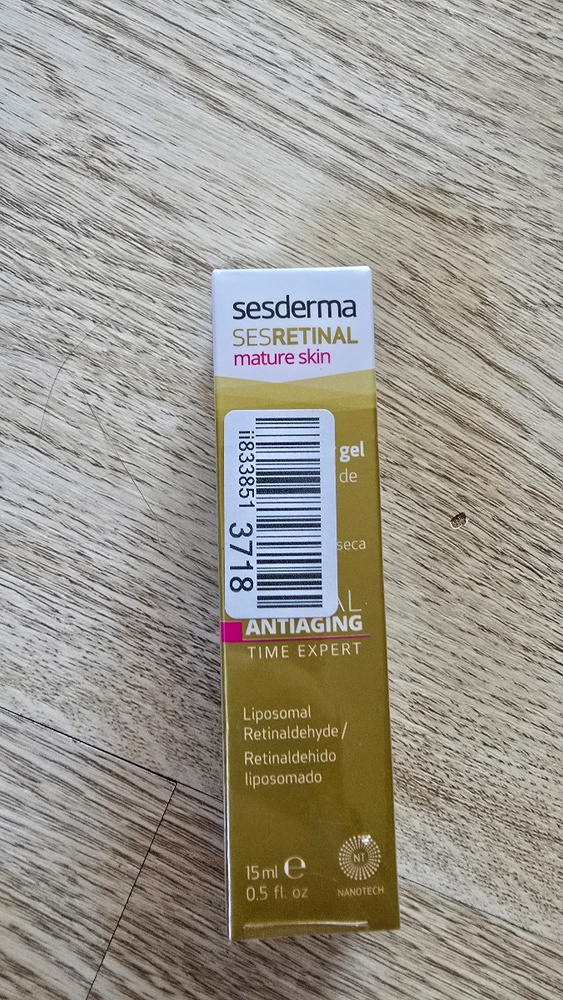 sesderma
SESRETINAL
mature skin
gel
de
seca
ii833851 3718
AL
ANTIAGING
TIME EXPERT
Liposomal
Retinaldehyde/
Retinaldehido
liposomado
15 ml e
0.5 fl. oz
NT
NANOTECH